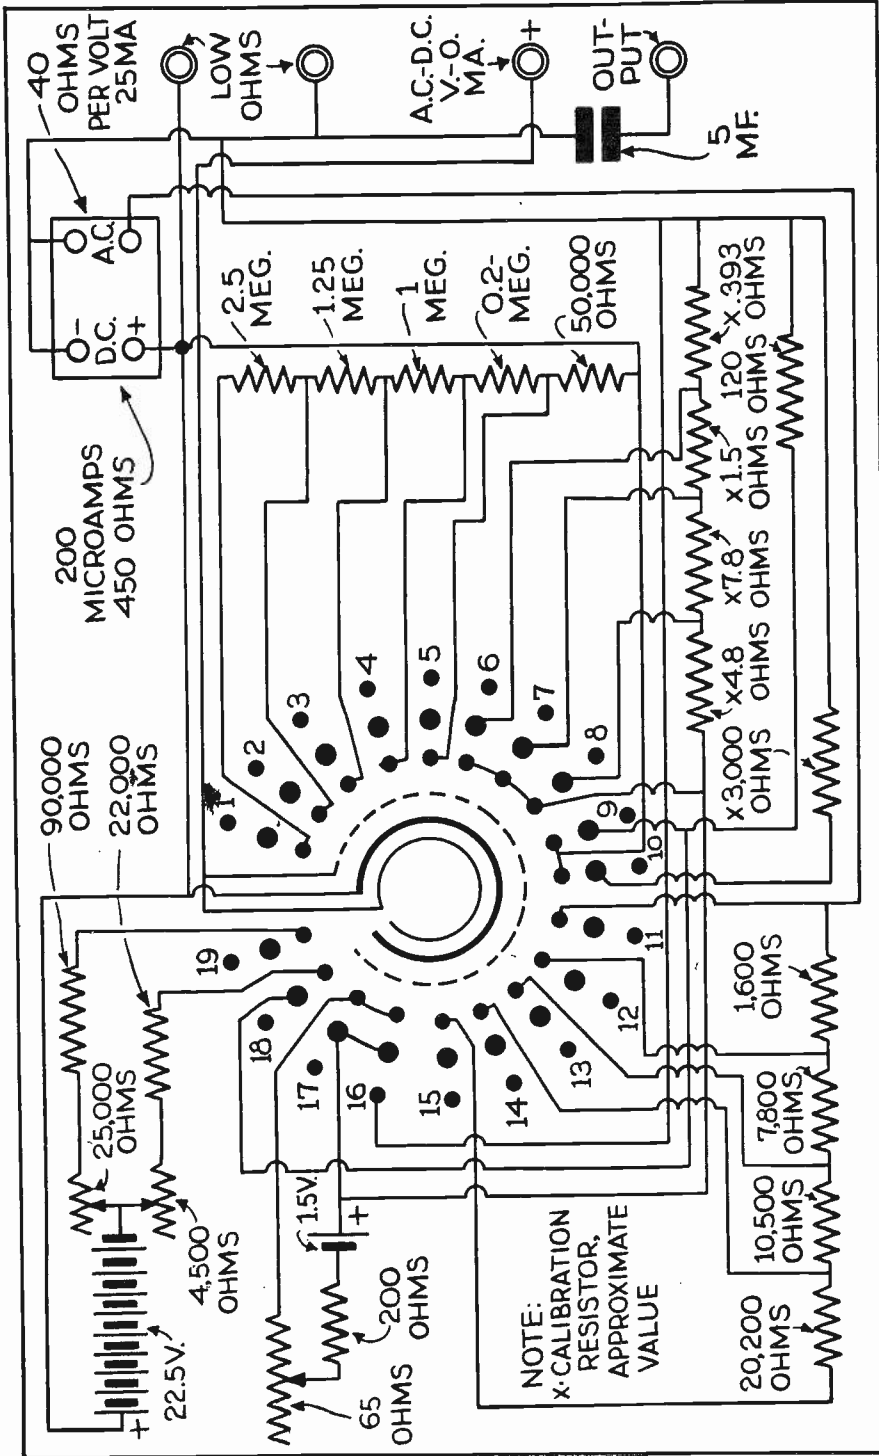 40
OHMS
PER VOLT
25MA
LOW
OHMS
A.C.-D.C.
V.-O.
MA.
+
OUT-
PUT
5
MF.
A.C.
-
D.C.
+
200
MICROAMPS
450 OHMS
2.5
MEG.
1.25
MEG.
1
MEG.
0.2-
MEG.
50,000
OHMS
90,000
OHMS
22,000
OHMS
25,000
OHMS
4,500
OHMS
22.5V.
+
1.5V.
+
200
OHMS
65
OHMS
1
2
3
4
5
6
7
8
9
10
11
12
13
14
15
16
17
18
19
X.393
OHMS
120
OHMS
X1.5
OHMS
X7.8
OHMS
X4.8
OHMS
X3,000
OHMS
1,600
OHMS
7,800
OHMS
10,500
OHMS
20,200
OHMS
NOTE:
X-CALIBRATION
RESISTOR,
APPROXIMATE
VALUE